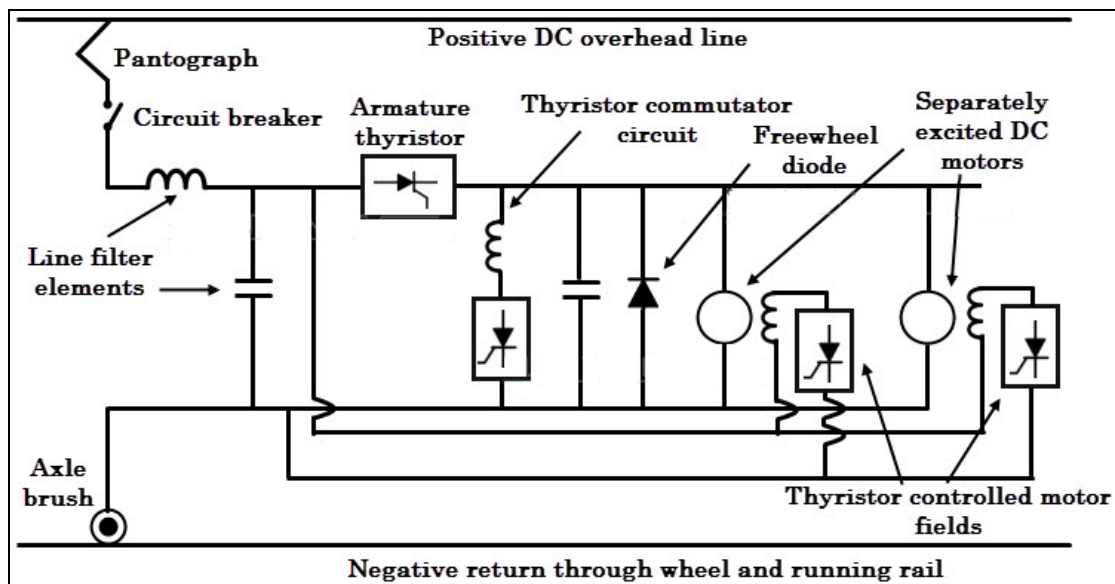 Positive DC overhead line
Pantograph
Circuit breaker
Armature
thyristor
Thyristor commutator
circuit
Freewheel
diode
Separately
excited DC
motors
Line filter
elements
Axle
brush
Thyristor controlled motor
fields
Negative return through wheel and running rail